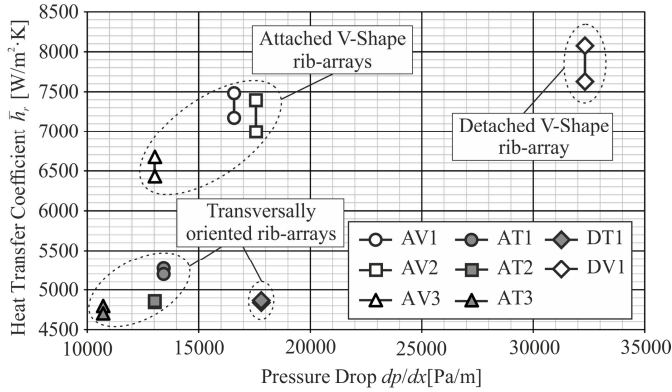 8500
8000
7500
7000
6500
6000
5500
5000
4500
Heat Transfer Coefficient h̅r [W/m²·K]
Attached V-Shape
rib-arrays
Detached V-Shape
rib-array
Transversally
oriented rib-arrays
AV1 AT1 DT1
AV2 AT2 DV1
AV3 AT3
10000 15000 20000 25000 30000 35000
Pressure Drop dp/dx[Pa/m]